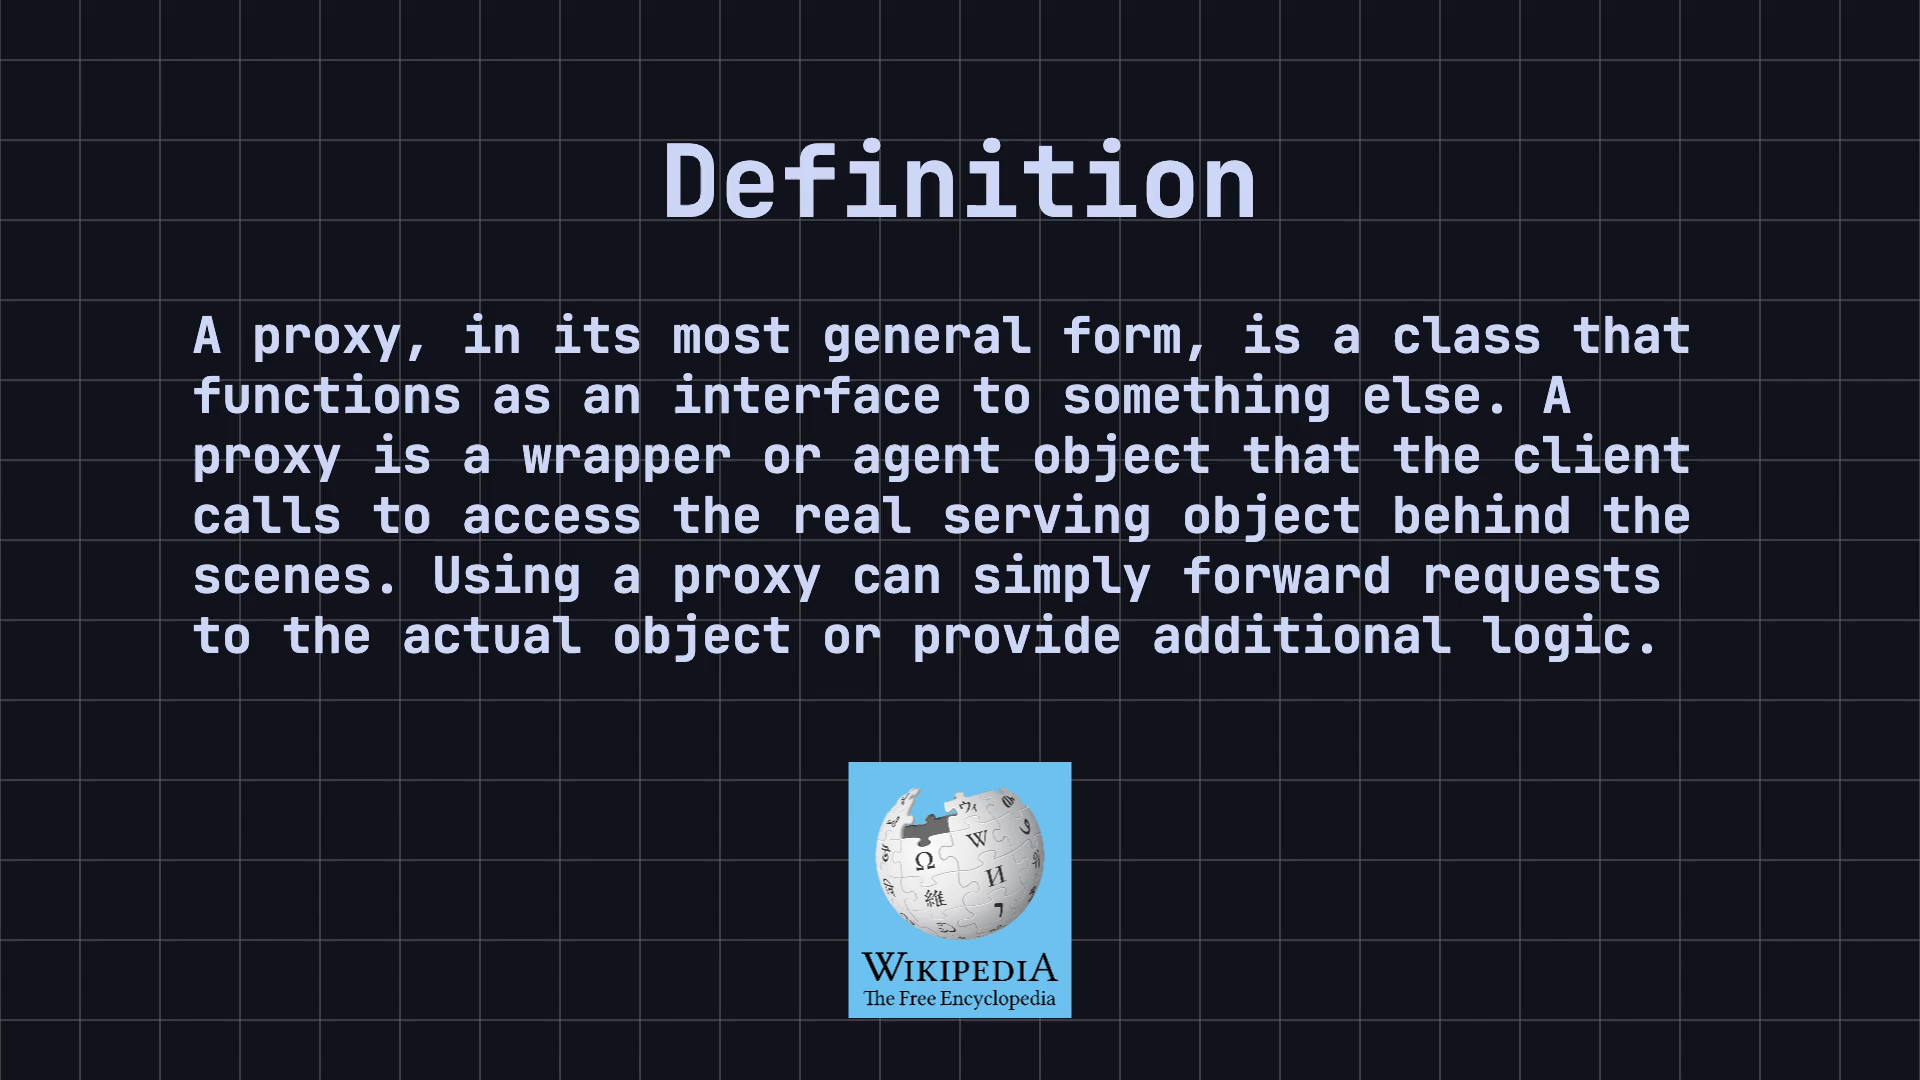 Definition
A proxy, in its most general form, is a class that
functions as an interface to something else. A
proxy is a wrapper or agent object that the client
calls to access the real serving object behind the
scenes. Using a proxy can simply forward requests
to the actual object or provide additional logic.
Ω W И
維 ל
WIKIPEDIA
The Free Encyclopedia